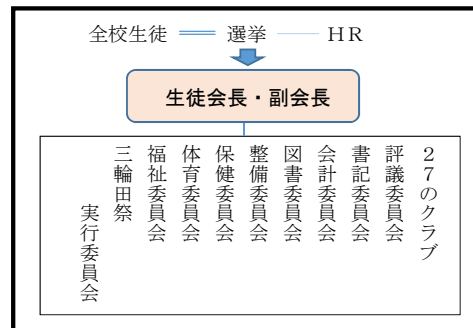 全校生徒 選挙 HR
生徒会長・副会長
27のクラブ
評議委員会
書記委員会
会計委員会
図書委員会
整備委員会
保健委員会
体育委員会
福祉委員会
三輪田祭
実行委員会